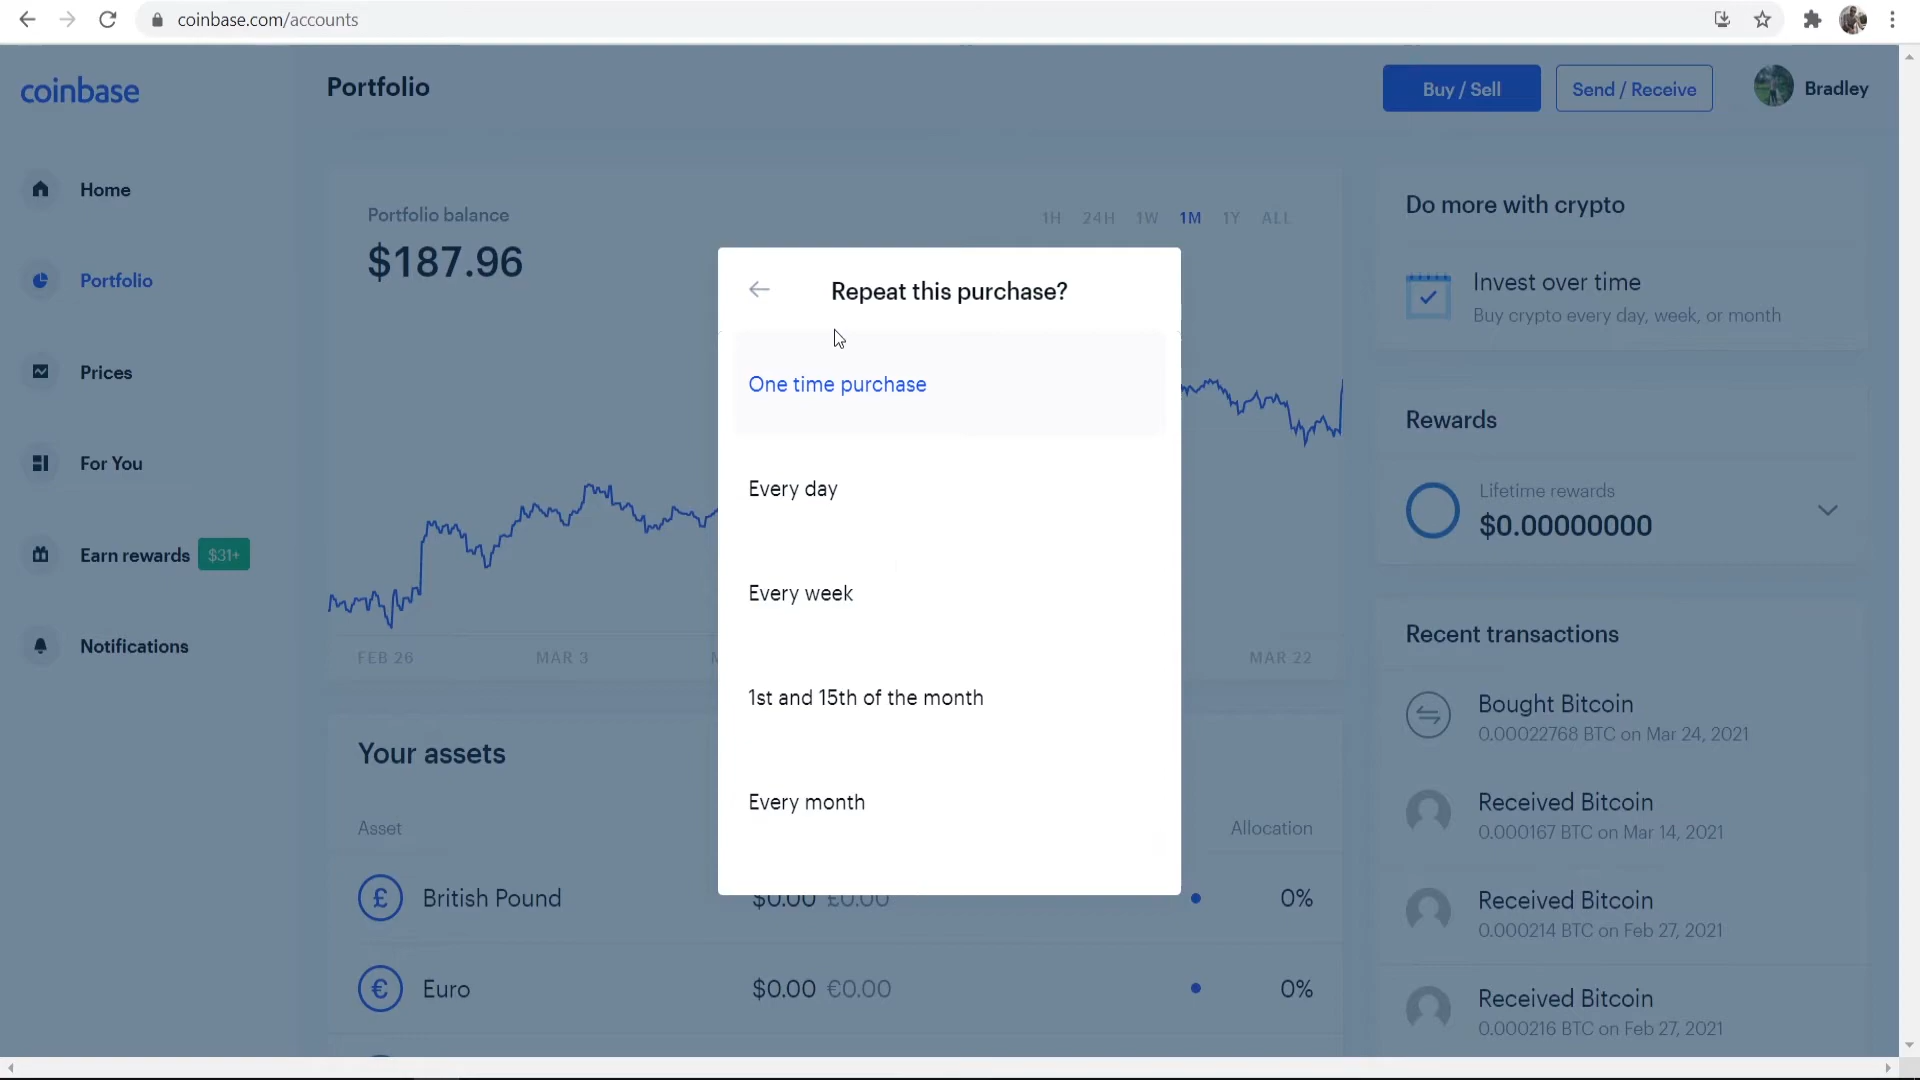 coinbase.com/accounts
coinbase
Portfolio
Buy / Sell
Send / Receive
Bradley
Home
Portfolio
Prices
For You
Earn rewards
$31+
Notifications
Portfolio balance
$187.96
1H 24H 1W 1M 1Y ALL
FEB 26
MAR 3
MAR 22
Repeat this purchase?
One time purchase
Every day
Every week
1st and 15th of the month
Every month
Your assets
Asset
Allocation
British Pound
$0.00 £0.00
0%
Euro
$0.00 €0.00
0%
Do more with crypto
Invest over time
Buy crypto every day, week, or month
Rewards
Lifetime rewards
$0.00000000
Recent transactions
Bought Bitcoin
0.00022768 BTC on Mar 24, 2021
Received Bitcoin
0.000167 BTC on Mar 14, 2021
Received Bitcoin
0.000214 BTC on Feb 27, 2021
Received Bitcoin
0.000216 BTC on Feb 27, 2021